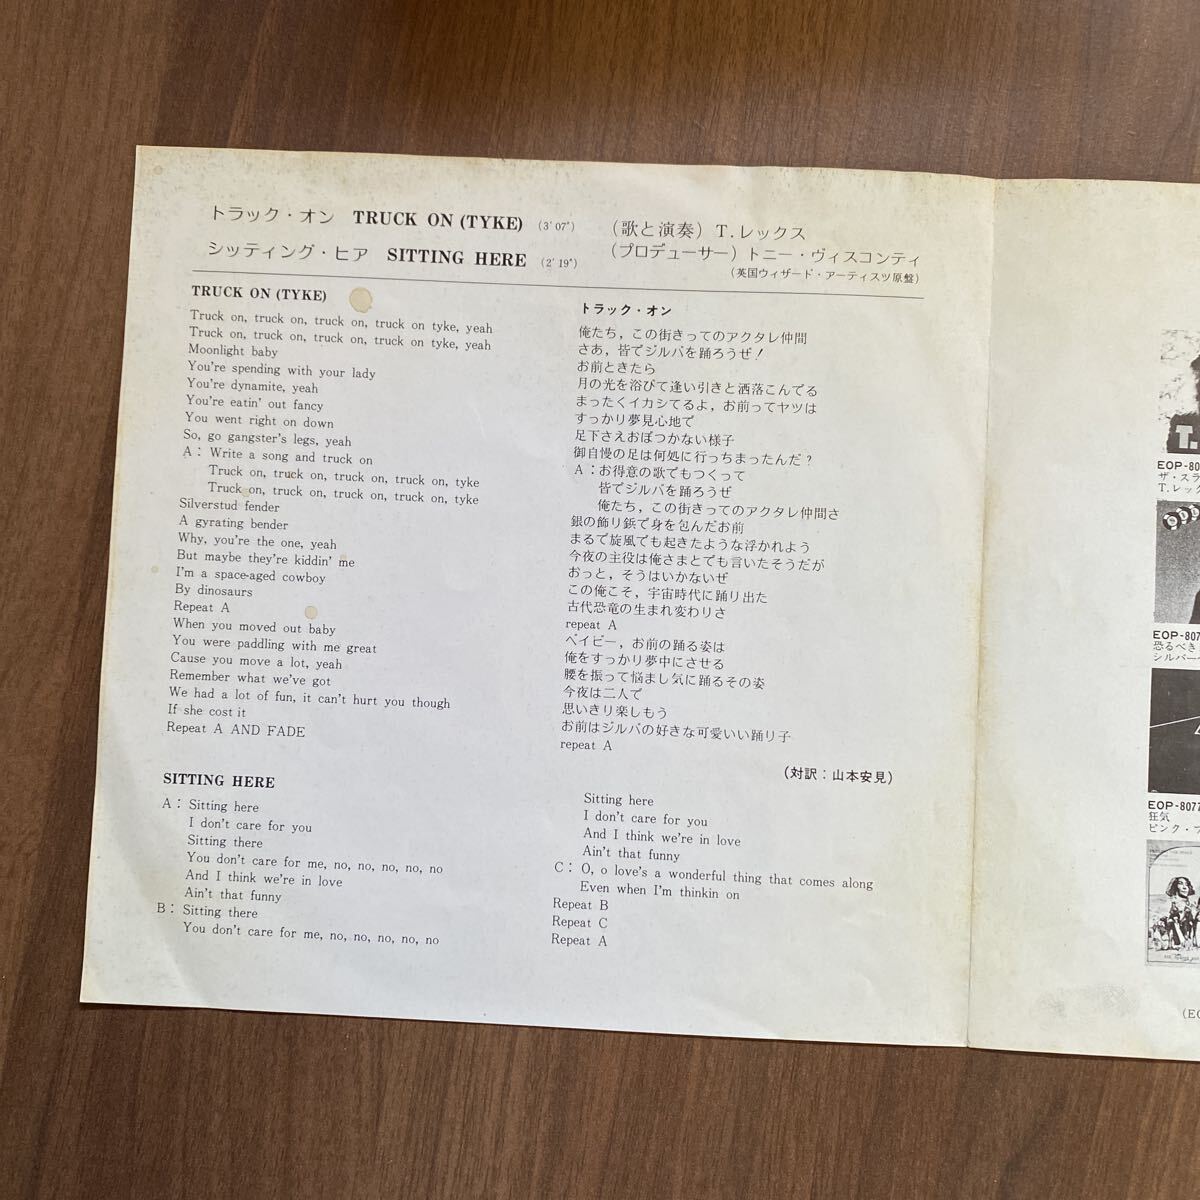 トラック・オン TRUCK ON (TYKE) (3'07") (歌と演奏) T.レックス
シッティング・ヒア SITTING HERE (2'19") (プロデューサー) トニー・ヴィスコンティ
(英国ウィザード・アーティスツ原盤)
TRUCK ON (TYKE)
Truck on, truck on, truck on, truck on tyke, yeah
Truck on, truck on, truck on, truck on tyke, yeah
Moonlight baby
You're spending with your lady
You're dynamite, yeah
You're eatin' out fancy
You went right on down
So, go gangster's legs, yeah
A: Write a song and truck on
Truck on, truck on, truck on, truck on, tyke
Truck on, truck on, truck on, truck on, tyke
Silverstud fender
A gyrating bender
Why, you're the one, yeah
But maybe they're kiddin' me
I'm a space-aged cowboy
By dinosaurs
Repeat A
When you moved out baby
You were paddling with me great
Cause you move a lot, yeah
Remember what we've got
We had a lot of fun, it can't hurt you though
If she cost it
Repeat A AND FADE
トラック・オン
俺たち，この街きってのアクタレ仲間
さあ，皆でジルバを踊ろうぜ！
お前ときたら
月の光を浴びて逢い引きと洒落こんでる
まったくイカシてるよ，お前ってヤツは
すっかり夢見心地で
足下さえおぼつかない様子
御自慢の足は何処に行っちまったんだ？
A：お得意の歌でもつくって
皆でジルバを踊ろうぜ
俺たち，この街きってのアクタレ仲間さ
銀の飾り鋲で身を包んだお前
まるで旋風でも起きたような浮かれよう
今夜の主役は俺さまとでも言いたそうだが
おっと，そうはいかないぜ
この俺こそ，宇宙時代に踊り出た
古代恐竜の生まれ変わりさ
repeat A
ベイビー，お前の踊る姿は
俺をすっかり夢中にさせる
腰を振って悩まし気に踊るその姿
今夜は二人で
思いきり楽しもう
お前はジルバの好きな可愛いい踊り子
repeat A
(対訳：山本安見)
SITTING HERE
A: Sitting here
I don't care for you
Sitting there
You don't care for me, no, no, no, no, no
And I think we're in love
Ain't that funny
B: Sitting there
You don't care for me, no, no, no, no, no
Sitting here
I don't care for you
And I think we're in love
Ain't that funny
C: O, o love's a wonderful thing that comes along
Even when I'm thinkin on
Repeat B
Repeat C
Repeat A
T.
EOP-80
ザ・スラ
T.レック
EOP-807
恐るべき
シルバー
EOP-8077
狂気
ピンク・フ
(EO